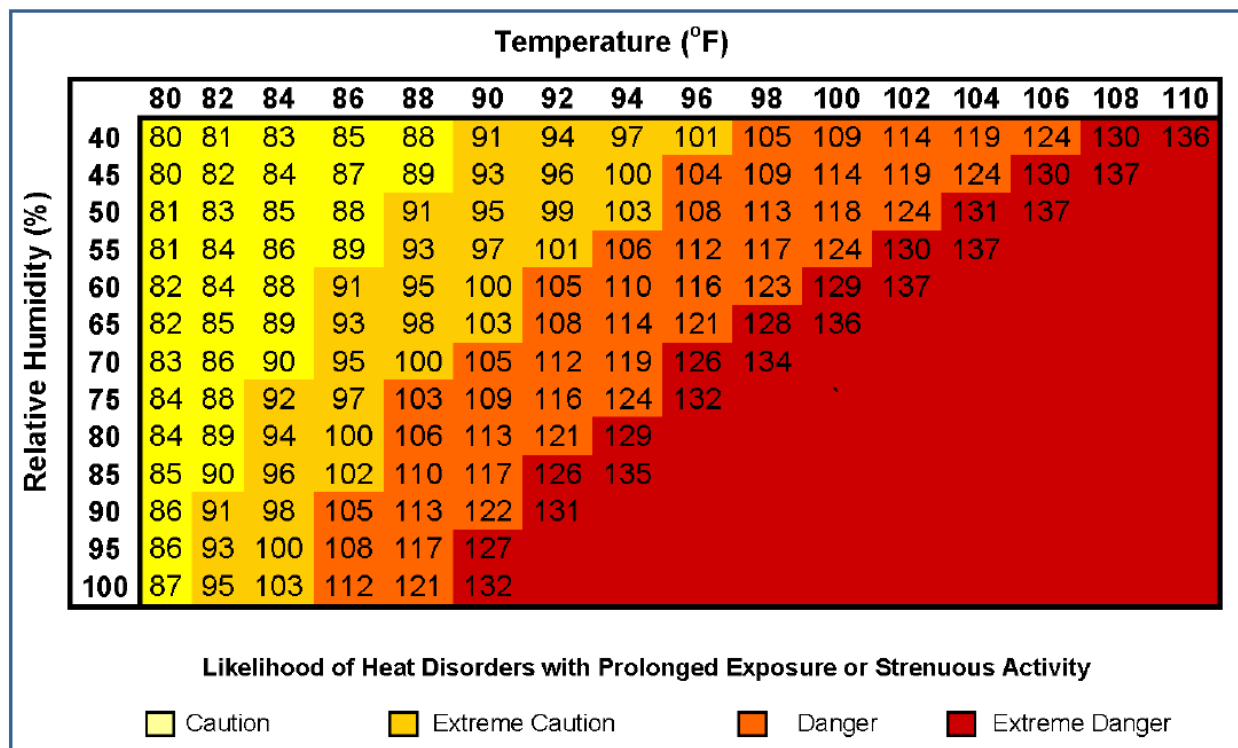 Temperature (°F)
80 82 84 86 88 90 92 94 96 98 100 102 104 106 108 110
Relative Humidity (%)
40 80 81 83 85 88 91 94 97 101 105 109 114 119 124 130 136
45 80 82 84 87 89 93 96 100 104 109 114 119 124 130 137
50 81 83 85 88 91 95 99 103 108 113 118 124 131 137
55 81 84 86 89 93 97 101 106 112 117 124 130 137
60 82 84 88 91 95 100 105 110 116 123 129 137
65 82 85 89 93 98 103 108 114 121 128 136
70 83 86 90 95 100 105 112 119 126 134
75 84 88 92 97 103 109 116 124 132
80 84 89 94 100 106 113 121 129
85 85 90 96 102 110 117 126 135
90 86 91 98 105 113 122 131
95 86 93 100 108 117 127
100 87 95 103 112 121 132
Likelihood of Heat Disorders with Prolonged Exposure or Strenuous Activity
Caution Extreme Caution Danger Extreme Danger